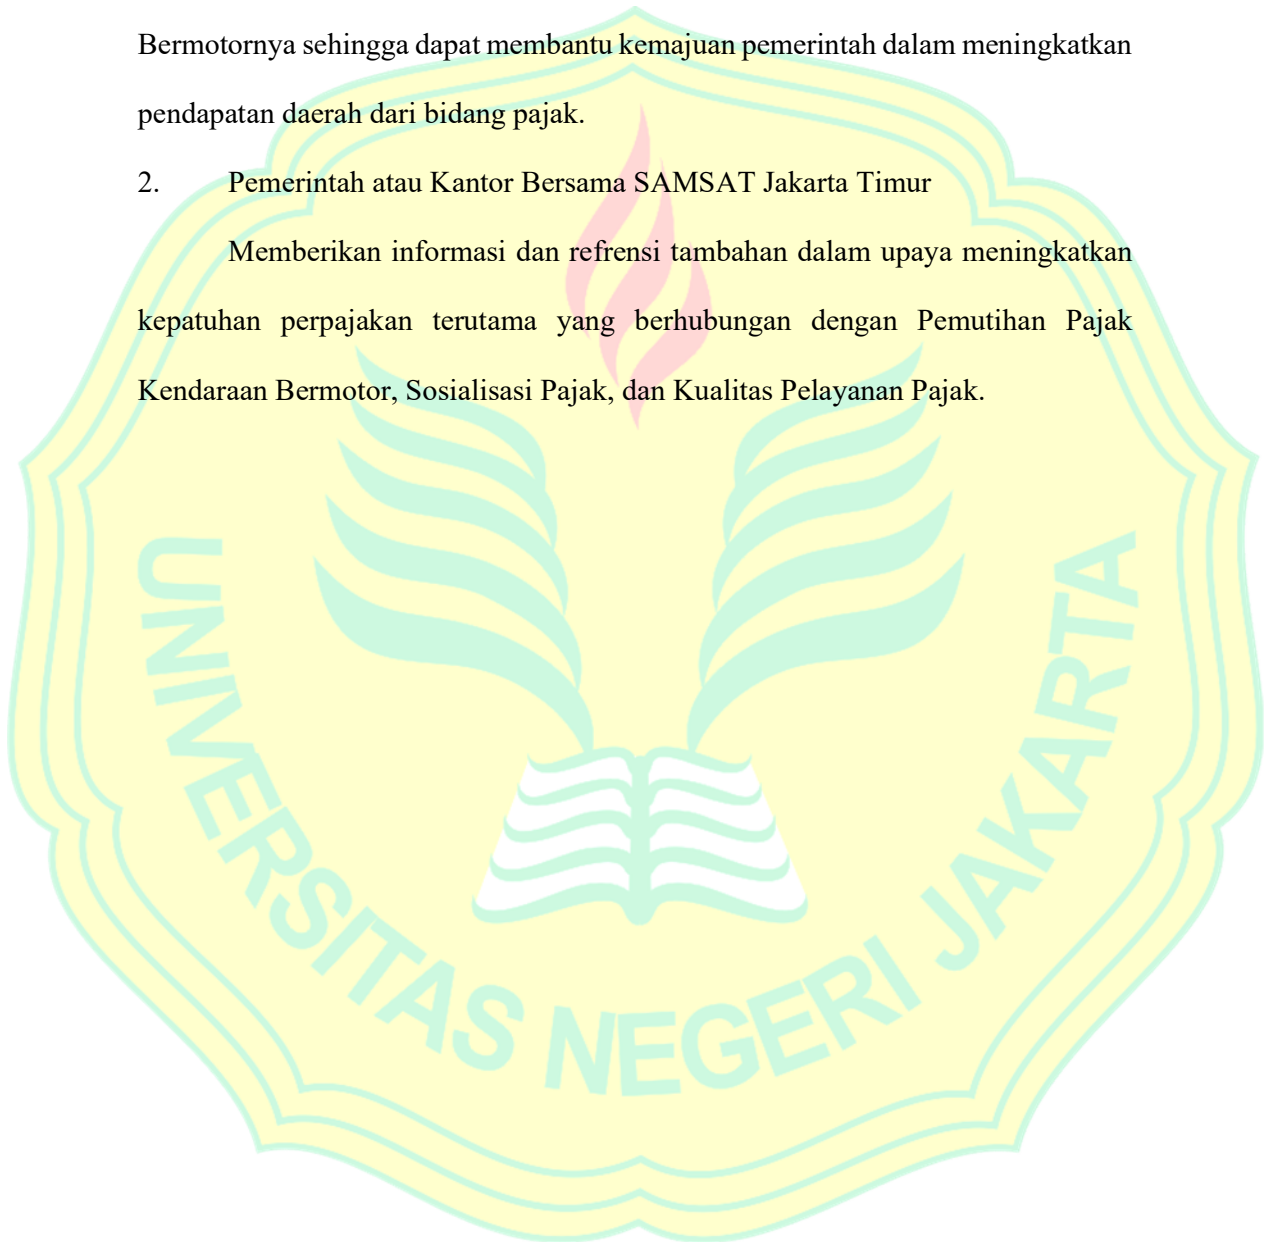 Bermotornya sehingga dapat membantu kemajuan pemerintah dalam meningkatkan
pendapatan daerah dari bidang pajak.
2. Pemerintah atau Kantor Bersama SAMSAT Jakarta Timur
Memberikan informasi dan refrensi tambahan dalam upaya meningkatkan
kepatuhan perpajakan terutama yang berhubungan dengan Pemutihan Pajak
Kendaraan Bermotor, Sosialisasi Pajak, dan Kualitas Pelayanan Pajak.
UNIVERSITAS NEGERI JAKARTA